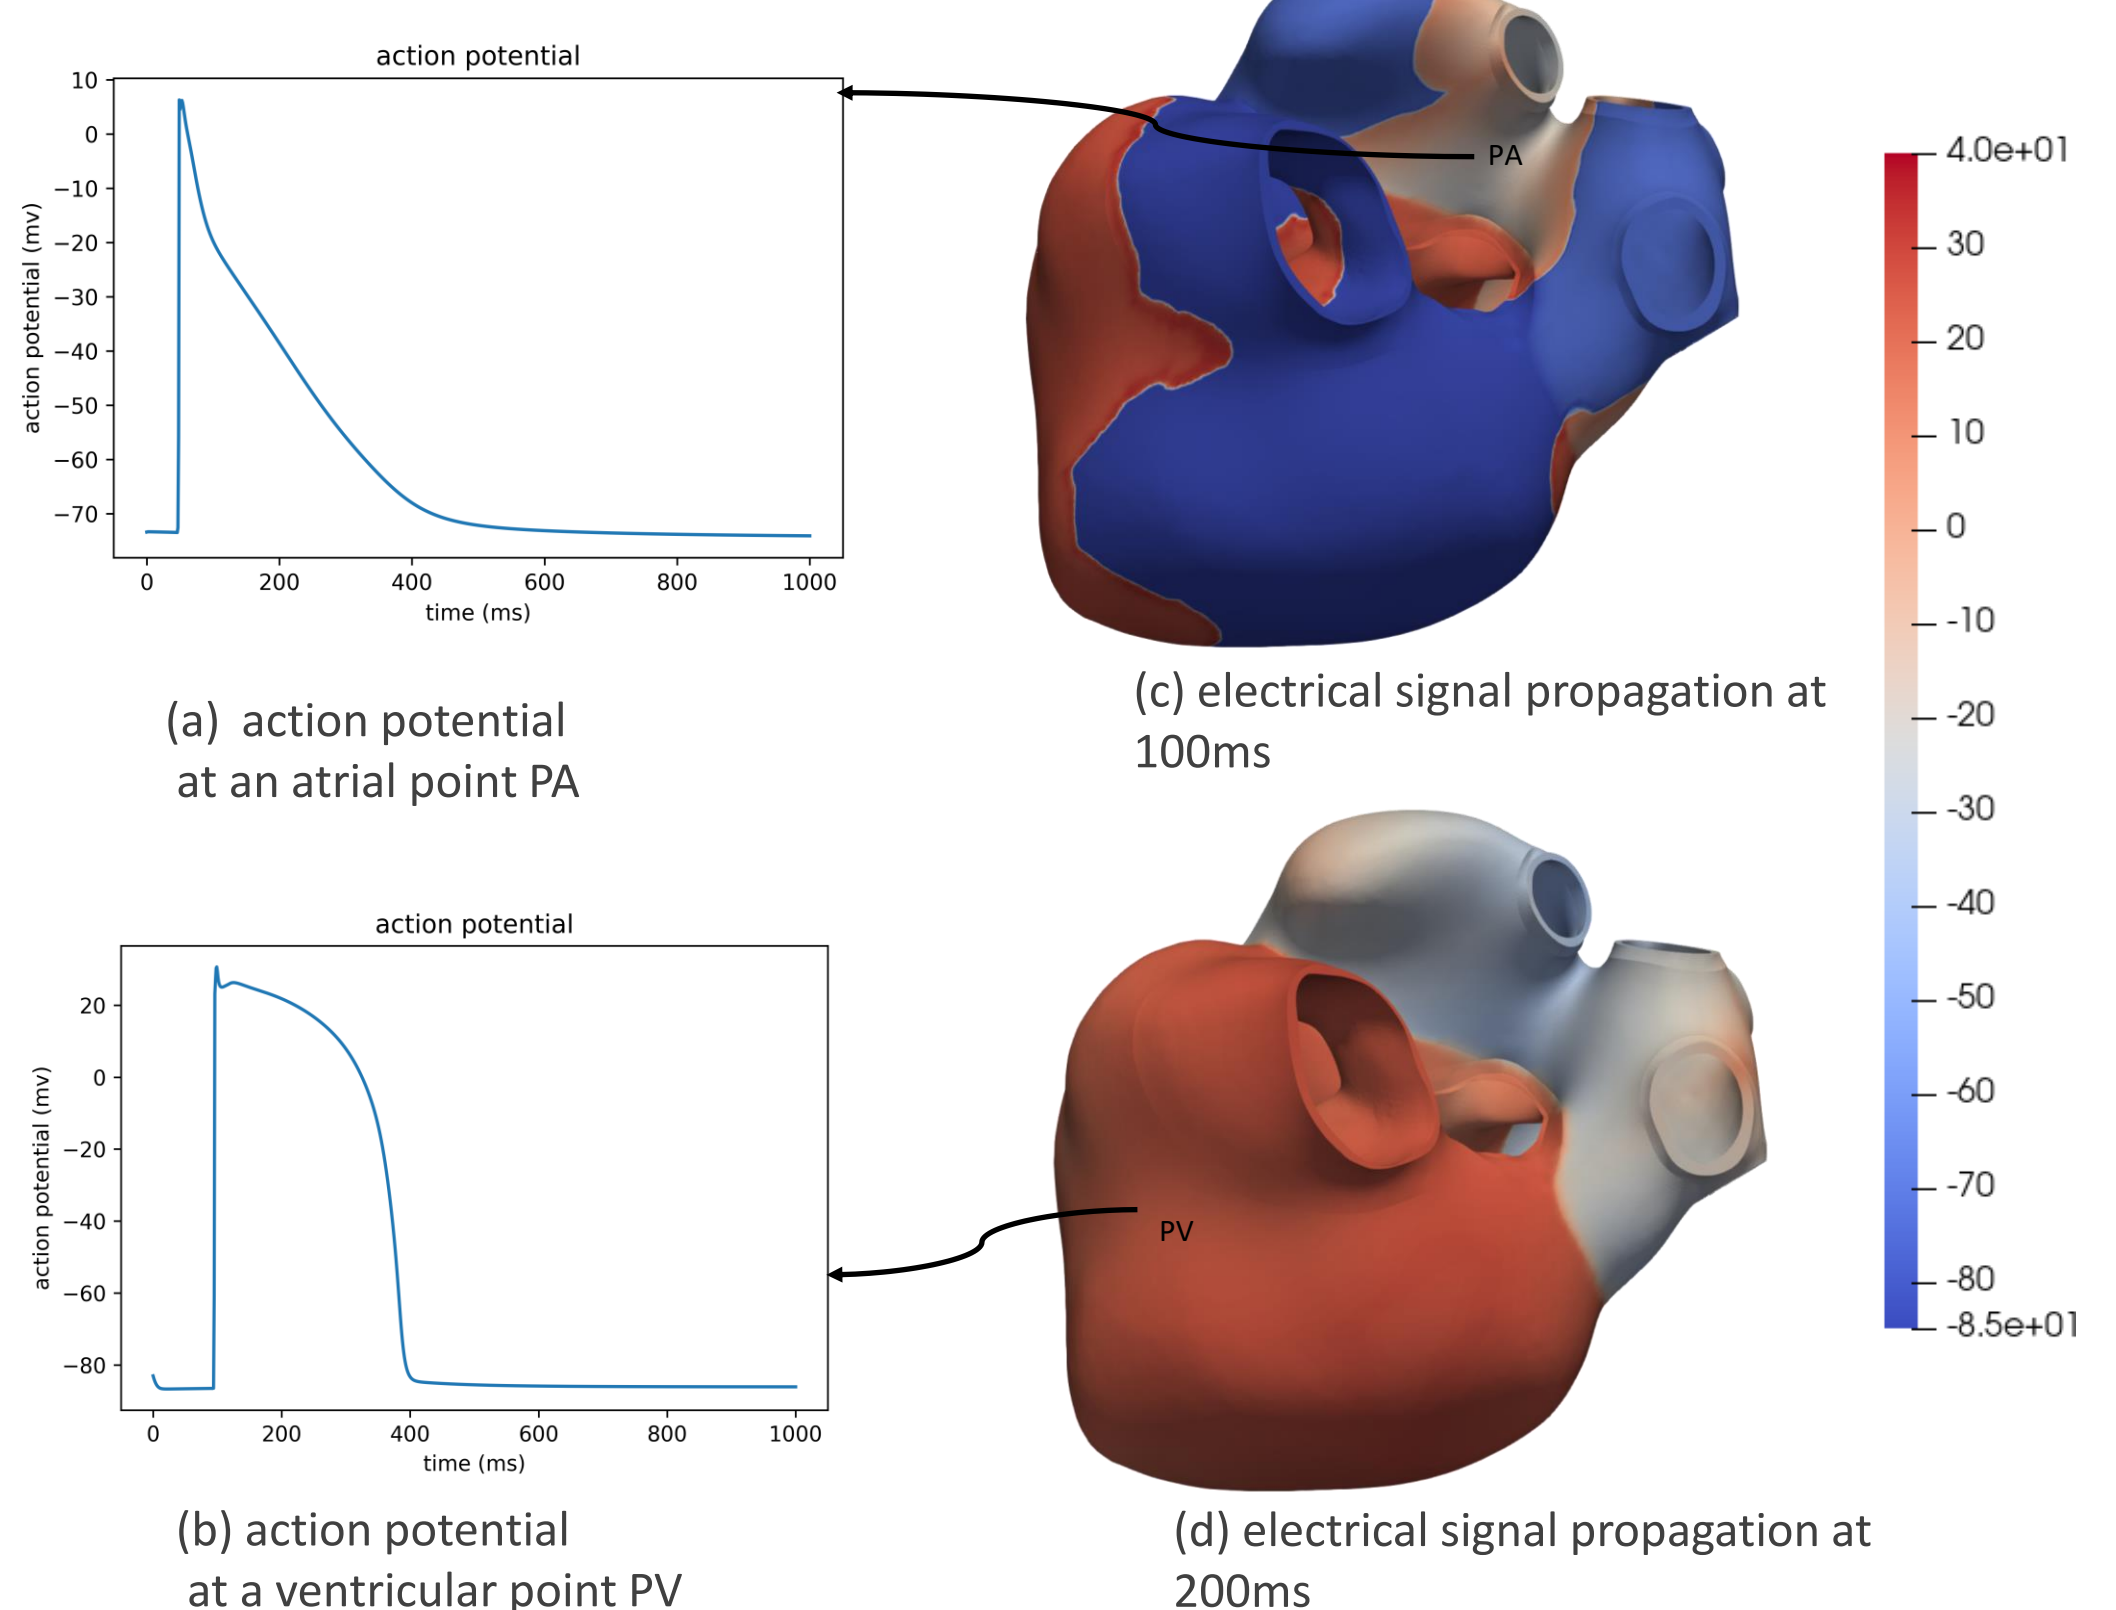 action potential
10
0
−10
−20
−30
−40
−50
−60
−70
action potential (mv)
0 200 400 600 800 1000
time (ms)
(a) action potential
at an atrial point PA
PA
(c) electrical signal propagation at
100ms
4.0e+01
30
20
10
0
-10
-20
-30
-40
-50
-60
-70
-80
-8.5e+01
action potential
20
0
−20
−40
−60
−80
action potential (mv)
0 200 400 600 800 1000
time (ms)
(b) action potential
at a ventricular point PV
PV
(d) electrical signal propagation at
200ms